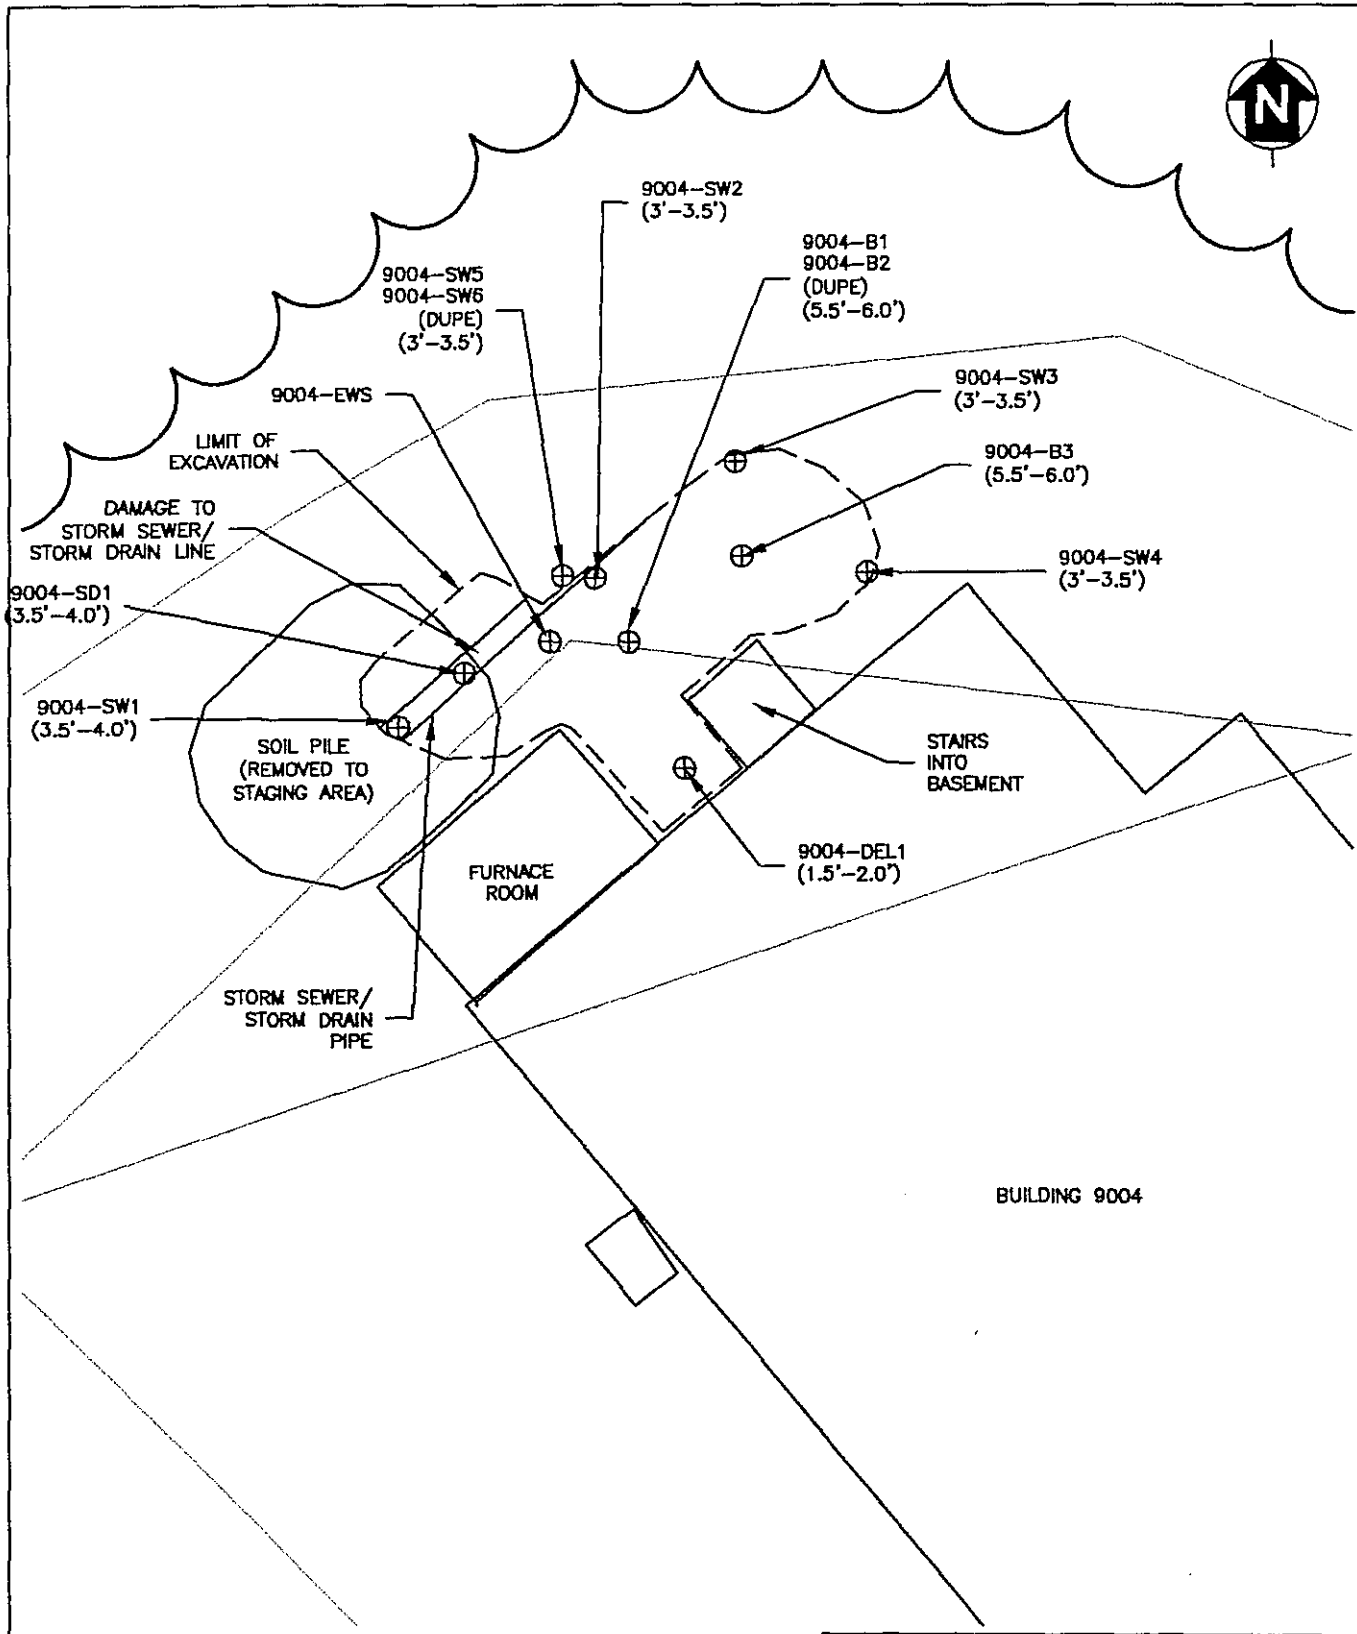 N
9004-SW2
(3'-3.5')
9004-B1
9004-B2
(DUPE)
(5.5'-6.0')
9004-SW5
9004-SW6
(DUPE)
(3'-3.5')
9004-SW3
(3'-3.5')
9004-EWS
LIMIT OF
EXCAVATION
9004-B3
(5.5'-6.0')
DAMAGE TO
STORM SEWER/
STORM DRAIN LINE
9004-SW4
(3'-3.5')
9004-SD1
(3.5'-4.0')
9004-SW1
(3.5'-4.0')
SOIL PILE
(REMOVED TO
STAGING AREA)
STAIRS
INTO
BASEMENT
9004-DEL1
(1.5'-2.0')
FURNACE
ROOM
STORM SEWER/
STORM DRAIN
PIPE
BUILDING 9004